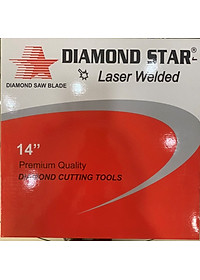 DIAMOND STAR®
Laser Welded
DIAMOND SAW BLADE
14”
Premium Quality
DIAMOND CUTTING TOOLS